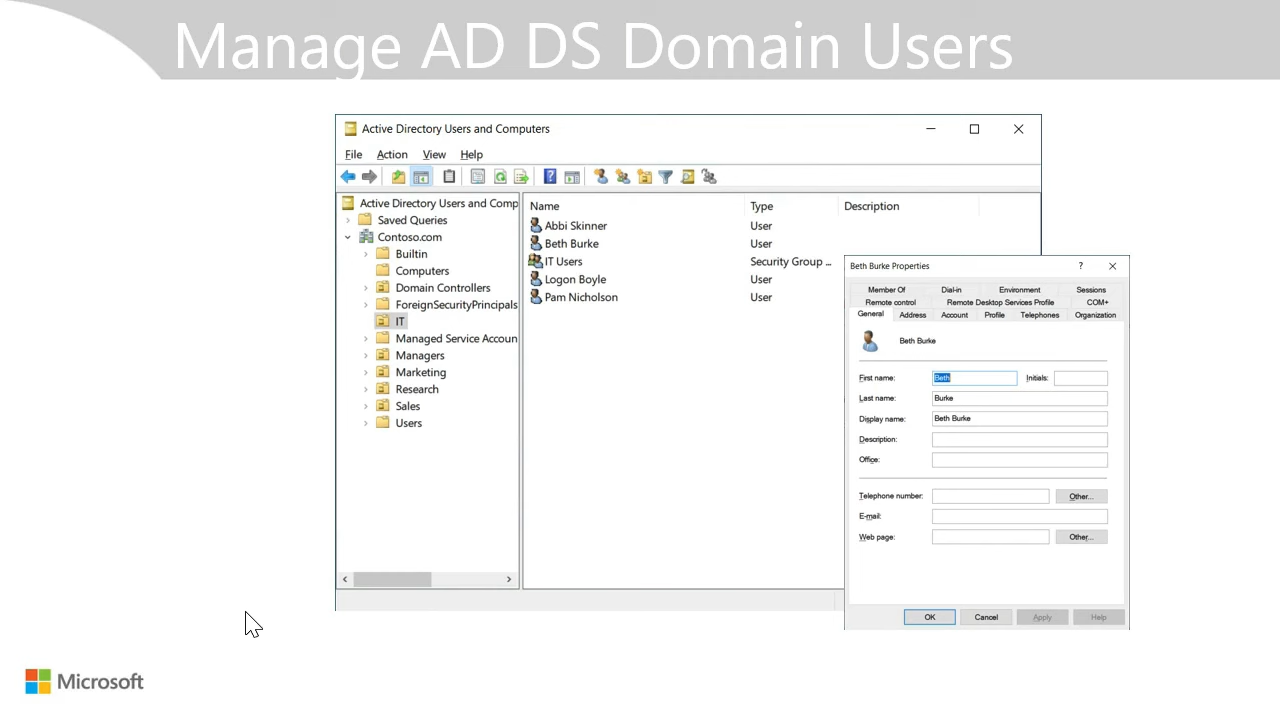 Manage AD DS Domain Users
Active Directory Users and Computers
File Action View Help
Active Directory Users and Comp
Saved Queries
Contoso.com
Builtin
Computers
Domain Controllers
ForeignSecurityPrincipals
IT
Managed Service Accoun
Managers
Marketing
Research
Sales
Users
Name Type Description
Abbi Skinner User
Beth Burke User
IT Users Security Group ...
Logon Boyle User
Pam Nicholson User
Beth Burke Properties ?
Member Of Dial-in Environment Sessions
Remote control Remote Desktop Services Profile COM+
General Address Account Profile Telephones Organization
Beth Burke
First name: Beth Initials:
Last name: Burke
Display name: Beth Burke
Description:
Office:
Telephone number: Other...
E-mail:
Web page: Other...
OK Cancel Apply Help
Microsoft